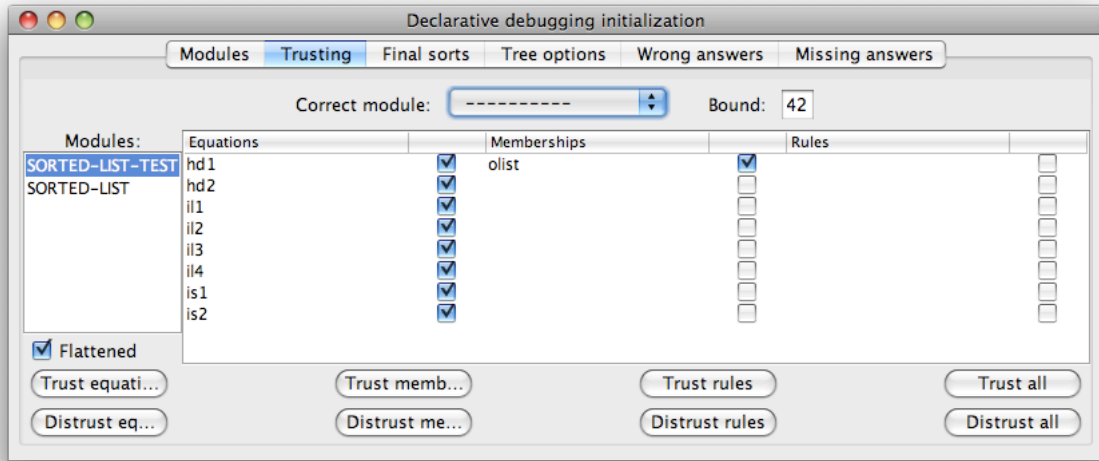 Declarative debugging initialization
Modules Trusting Final sorts Tree options Wrong answers Missing answers
Correct module: ---------- Bound: 42
Modules: Equations Memberships Rules
SORTED-LIST-TEST hd1 olist
SORTED-LIST hd2
il1
il2
il3
il4
is1
is2
Flattened
Trust equati... Trust memb... Trust rules Trust all
Distrust eq... Distrust me... Distrust rules Distrust all